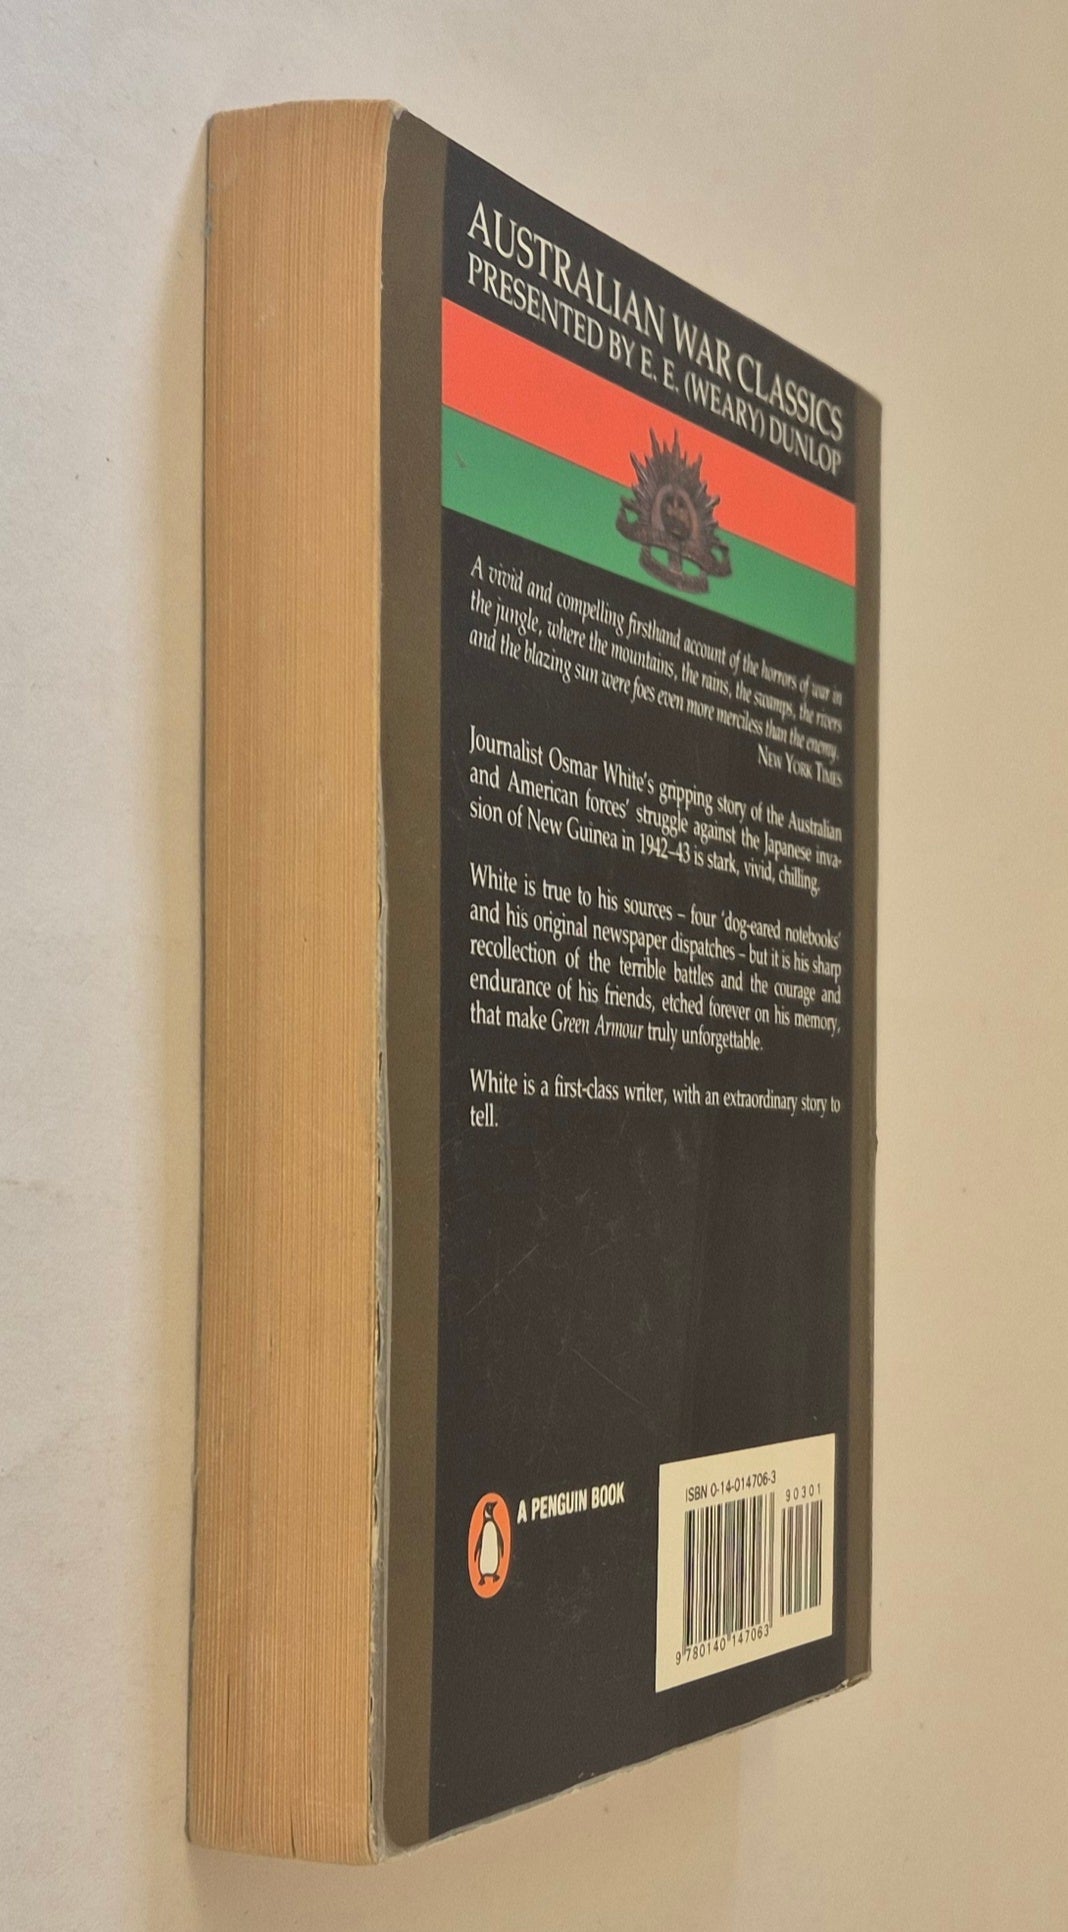 AUSTRALIAN WAR CLASSICS
PRESENTED BY E. E. (WEARY) DUNLOP
A vivid and compelling firsthand account of the horrors of war in
the jungle, where the mountains, the rains, the swamps, the rivers
and the blazing sun were foes even more merciless than the enemy.
NEW YORK TIMES
Journalist Osmar White's gripping story of the Australian
and American forces' struggle against the Japanese inva-
sion of New Guinea in 1942–43 is stark, vivid, chilling.
White is true to his sources – four 'dog-eared notebooks'
and his original newspaper dispatches – but it is his sharp
recollection of the terrible battles and the courage and
endurance of his friends, etched forever on his memory,
that make Green Armour truly unforgettable.
White is a first-class writer, with an extraordinary story to
tell.
A PENGUIN BOOK
ISBN 0-14-014706-3
90301
9 780140 147063